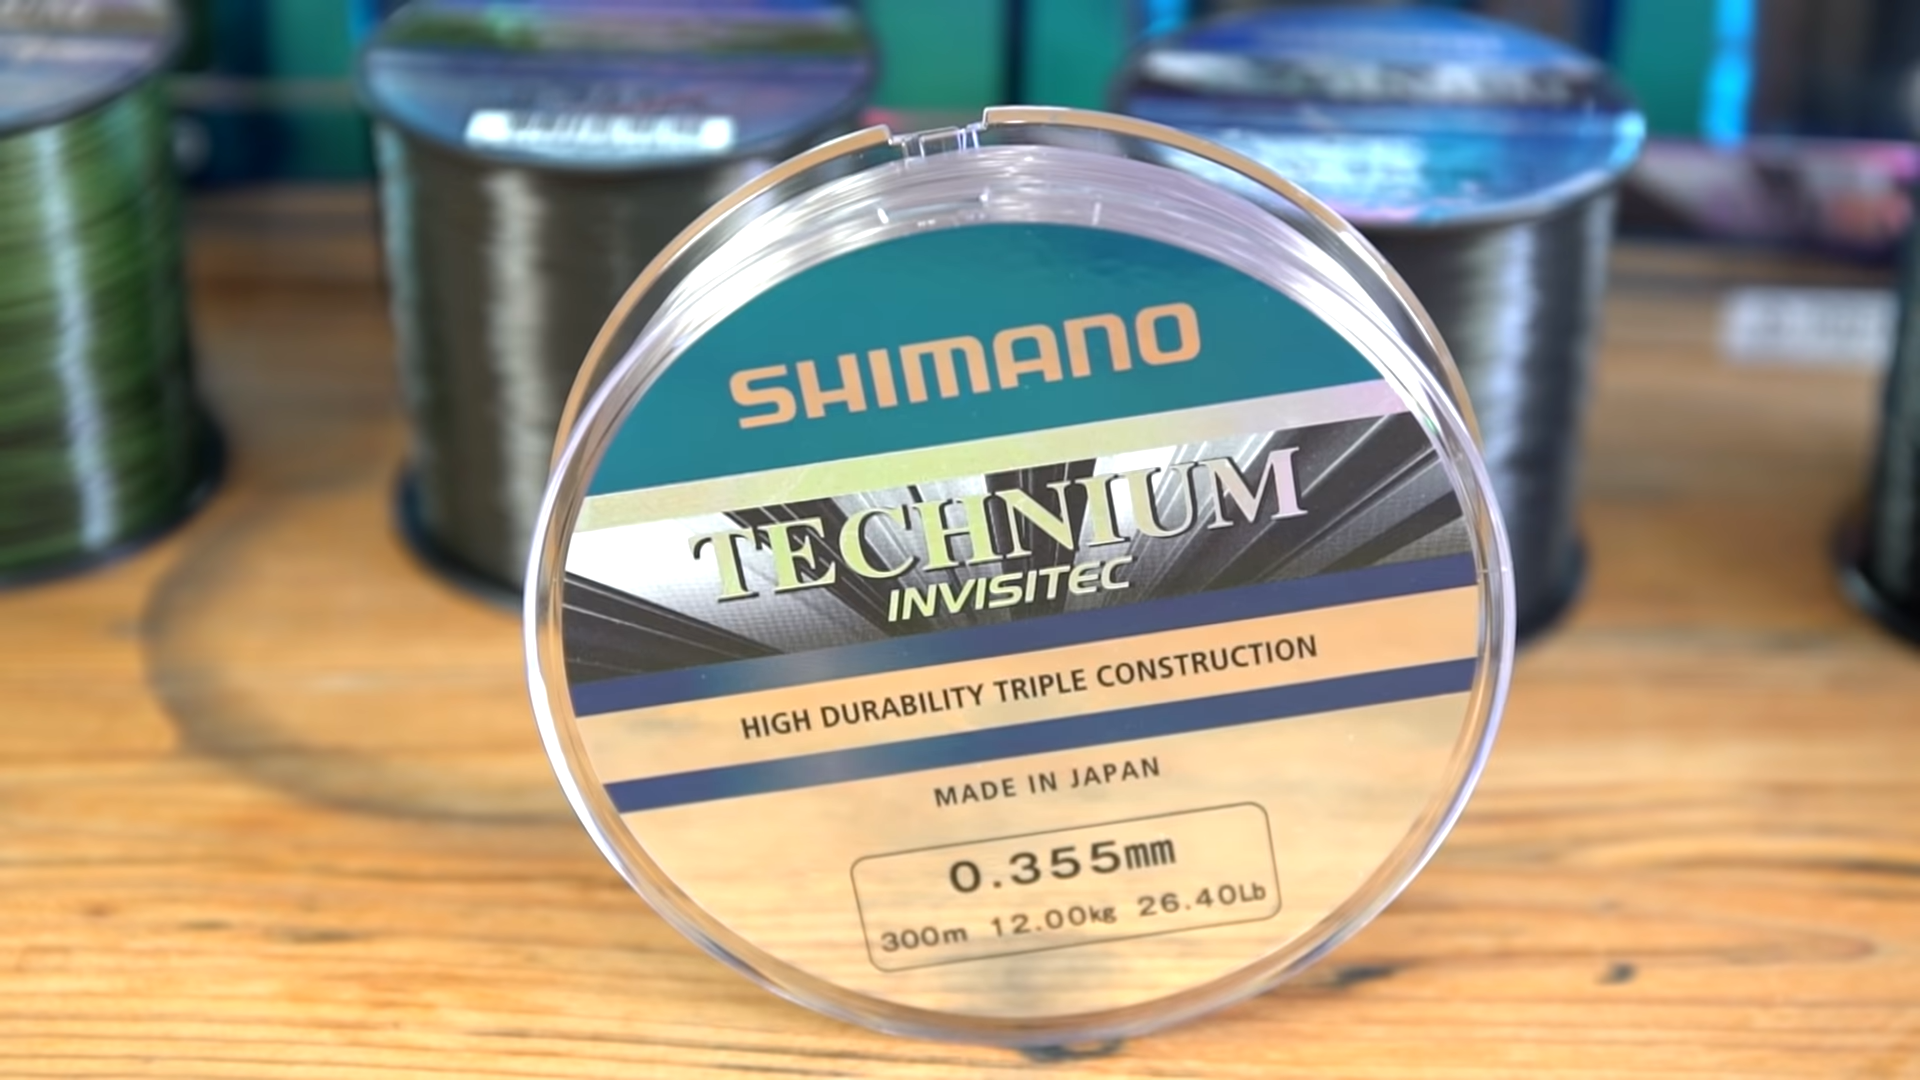 SHIMANO
TECHNIUM
INVISITEC
HIGH DURABILITY TRIPLE CONSTRUCTION
MADE IN JAPAN
0.355mm
300m 12.00kg 26.40Lb